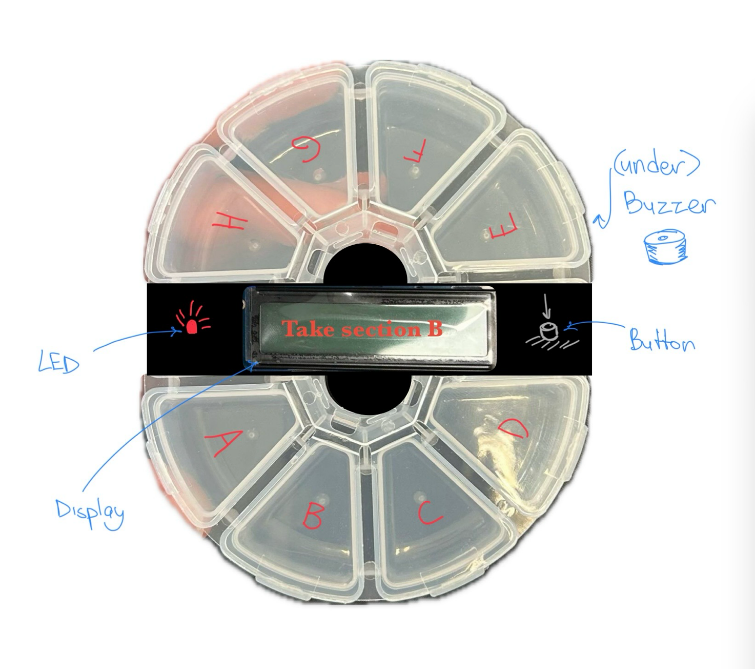 G
F
(under)
Buzzer
H
E
Take section B
LED
Button
A
D
B
C
Display